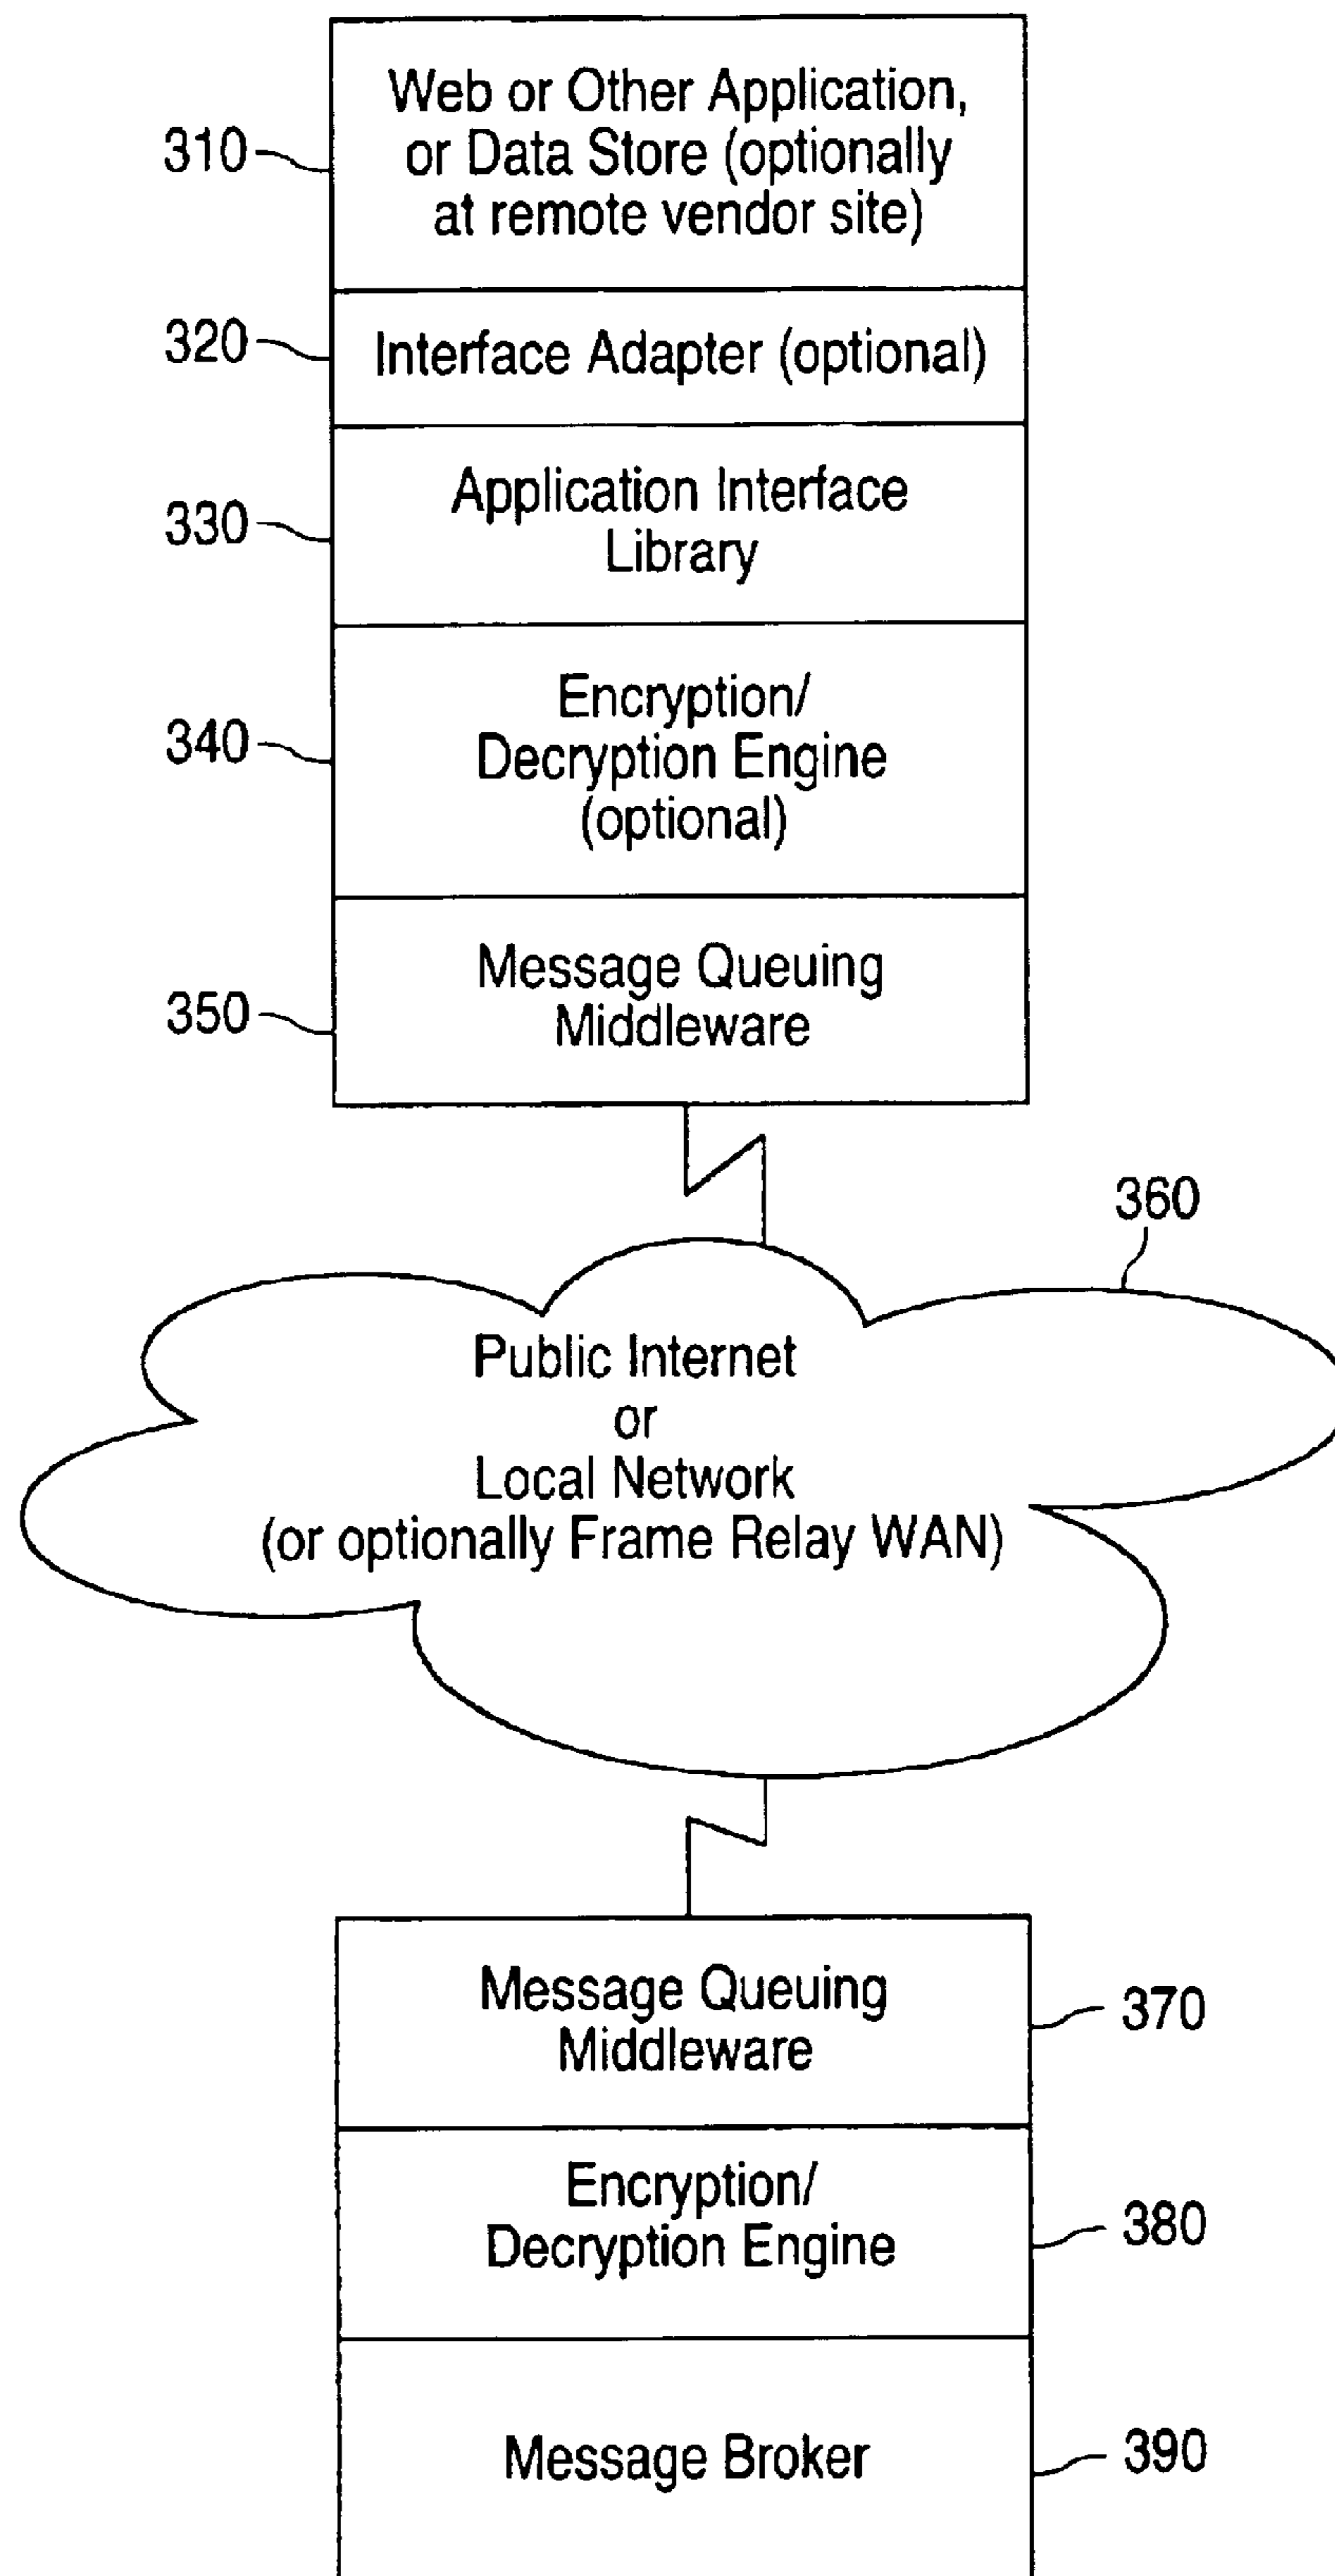 Web or Other Application,
or Data Store (optionally
at remote vendor site)
310
320
Interface Adapter (optional)
Application Interface
Library
330
Encryption/
Decryption Engine
(optional)
340
Message Queuing
Middleware
350
360
Public Internet
or
Local Network
(or optionally Frame Relay WAN)
Message Queuing
Middleware
370
Encryption/
Decryption Engine
380
Message Broker
390